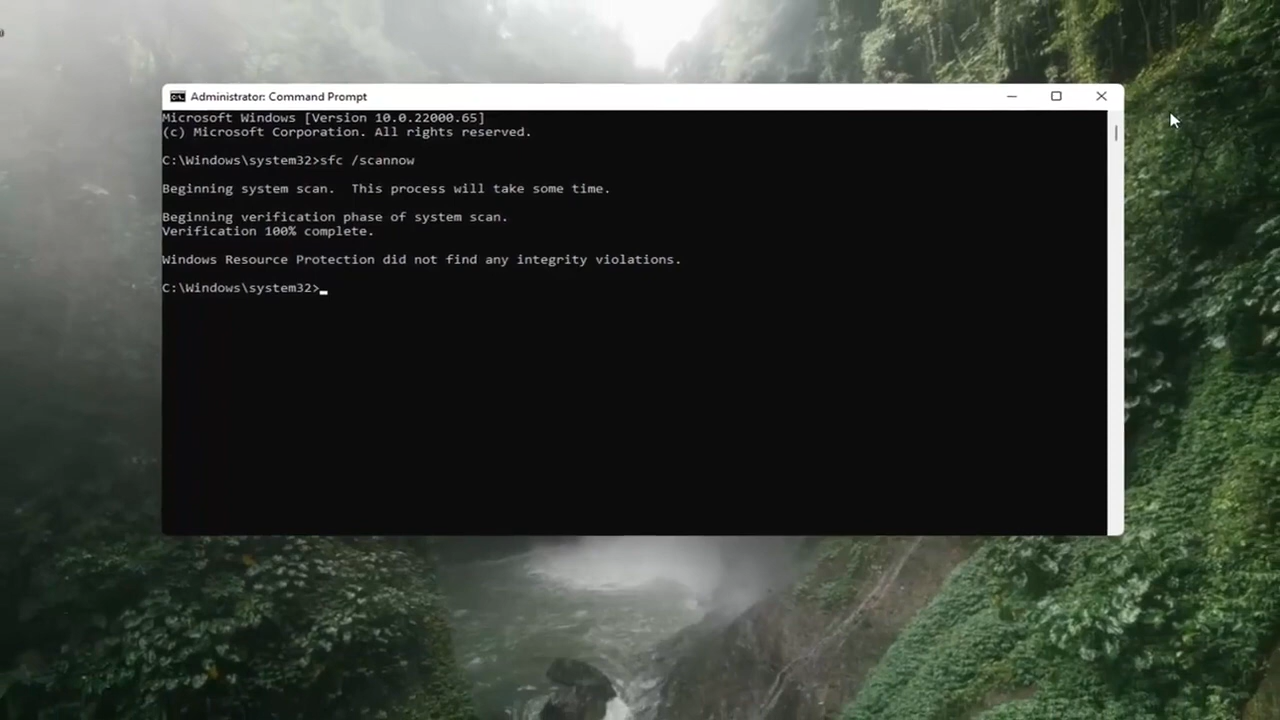 Administrator: Command Prompt
Microsoft Windows [Version 10.0.22000.65]
(c) Microsoft Corporation. All rights reserved.
C:\Windows\system32>sfc /scannow
Beginning system scan.  This process will take some time.
Beginning verification phase of system scan.
Verification 100% complete.
Windows Resource Protection did not find any integrity violations.
C:\Windows\system32>